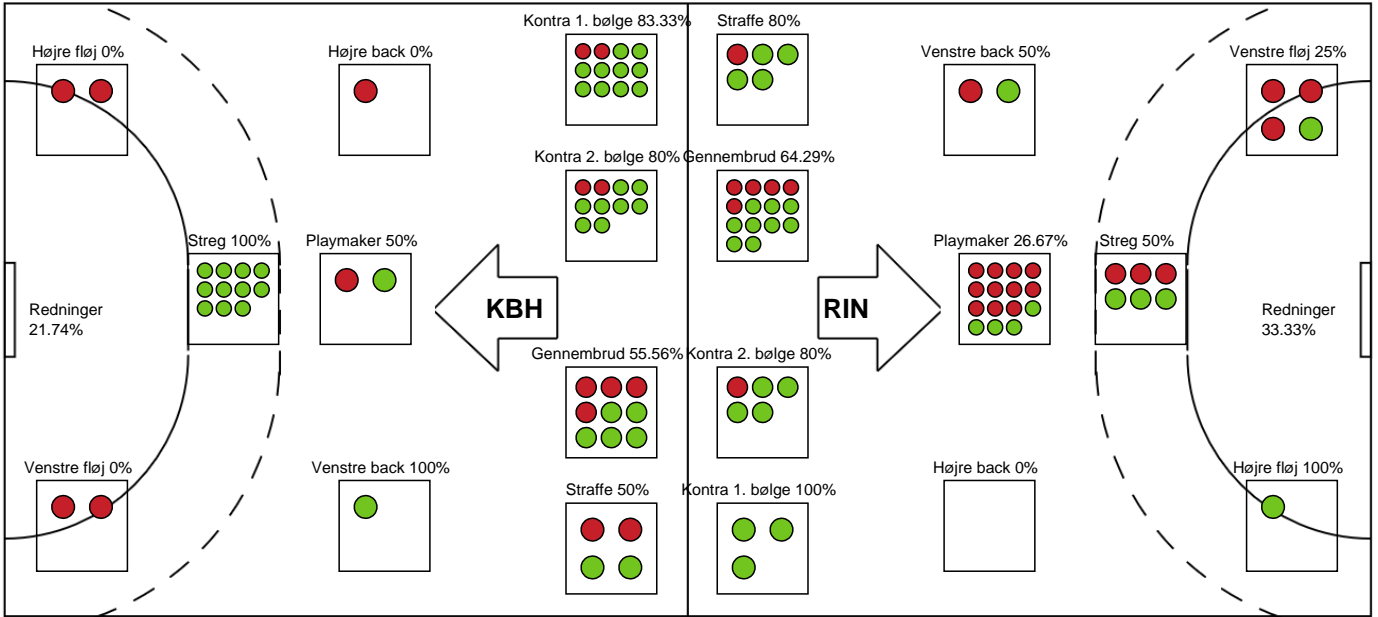 Kontra 1. bølge 83.33%
Straffe 80%
Højre fløj 0%
Højre back 0%
Venstre back 50%
Venstre fløj 25%
Kontra 2. bølge 80%
Gennembrud 64.29%
Streg 100%
Playmaker 50%
Playmaker 26.67%
Streg 50%
Redninger
21.74%
KBH
RIN
Redninger
33.33%
Gennembrud 55.56%
Kontra 2. bølge 80%
Venstre fløj 0%
Venstre back 100%
Straffe 50%
Kontra 1. bølge 100%
Højre back 0%
Højre fløj 100%